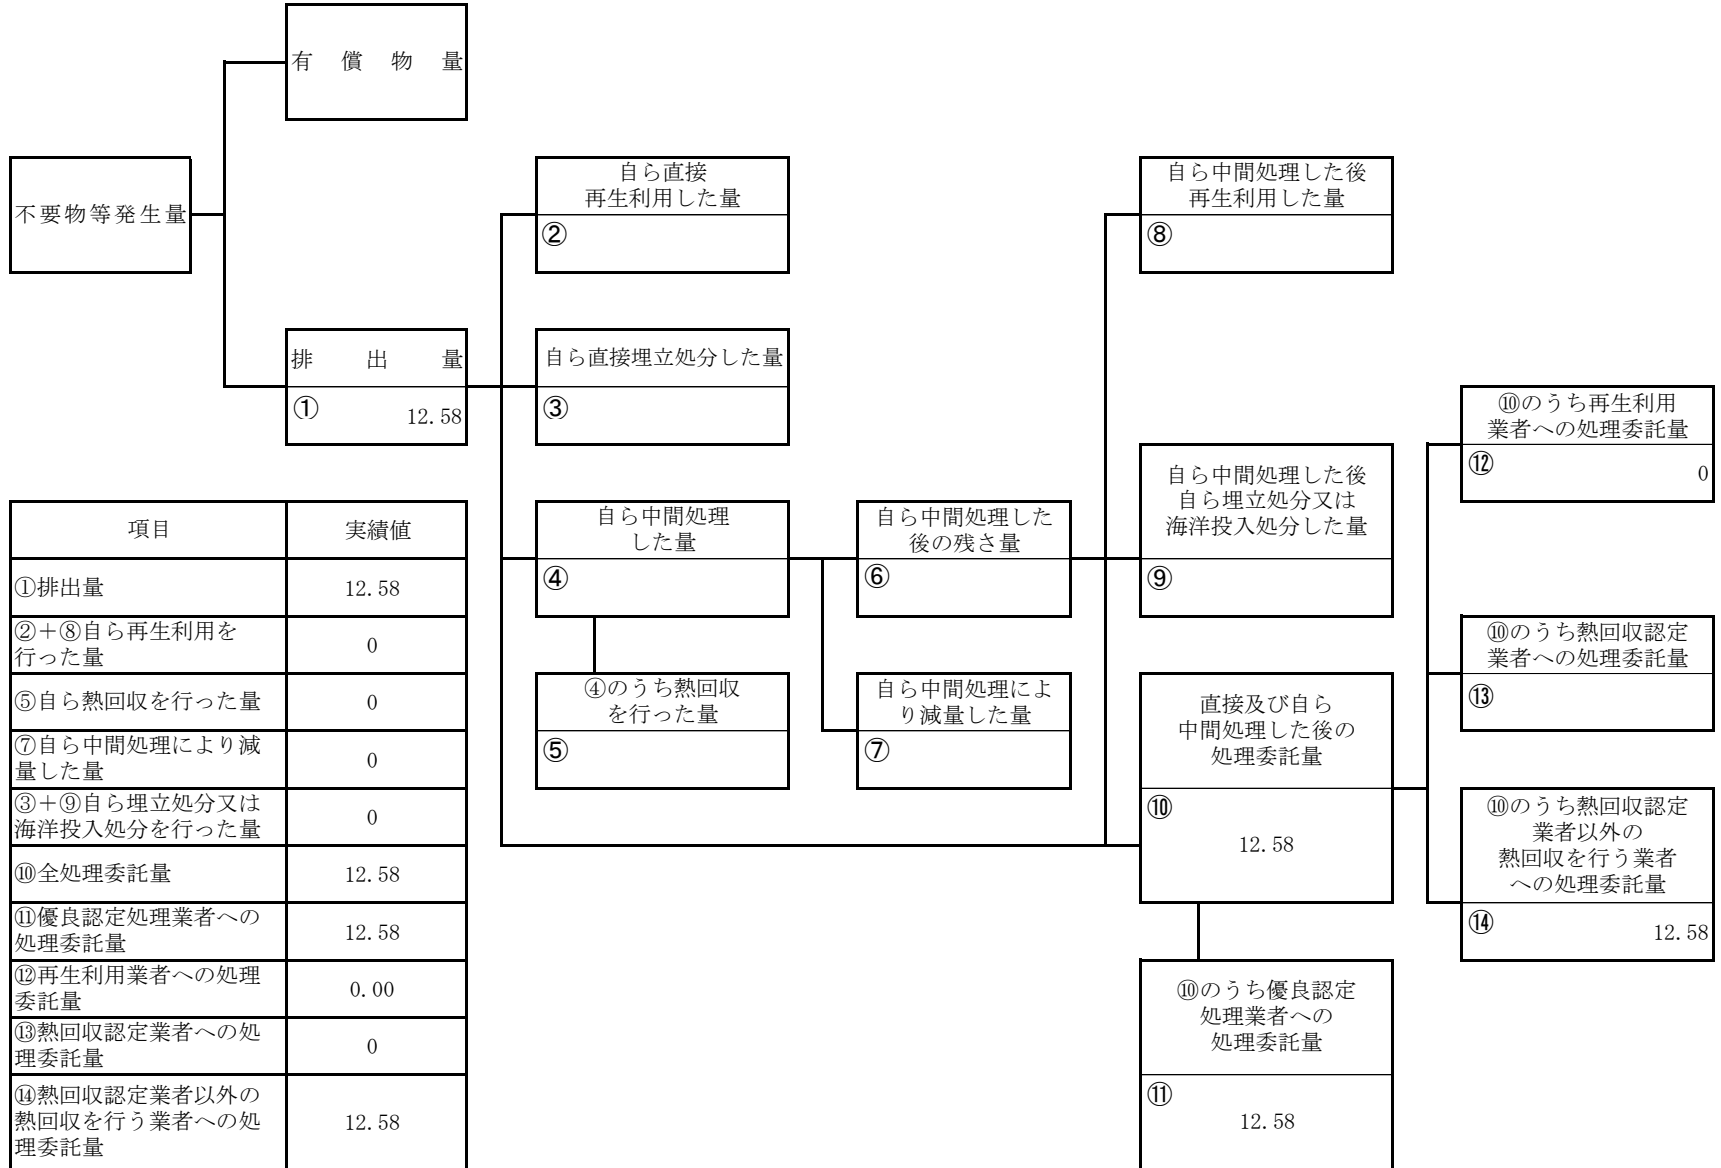 有償物量
不要物等発生量
排出量
① 12.58
自ら直接
再生利用した量
②
自ら直接埋立処分した量
③
自ら中間処理
した量
④
④のうち熱回収
を行った量
⑤
自ら中間処理した
後の残さ量
⑥
自ら中間処理によ
り減量した量
⑦
自ら中間処理した後
再生利用した量
⑧
自ら中間処理した後
自ら埋立処分又は
海洋投入処分した量
⑨
直接及び自ら
中間処理した後の
処理委託量
⑩
12.58
⑩のうち優良認定
処理業者への
処理委託量
⑪
12.58
⑩のうち再生利用
業者への処理委託量
⑫ 0
⑩のうち熱回収認定
業者への処理委託量
⑬
⑩のうち熱回収認定
業者以外の
熱回収を行う業者
への処理委託量
⑭ 12.58
項目 実績値
①排出量 12.58
②＋⑧自ら再生利用を
行った量 0
⑤自ら熱回収を行った量 0
⑦自ら中間処理により減
量した量 0
③＋⑨自ら埋立処分又は
海洋投入処分を行った量 0
⑩全処理委託量 12.58
⑪優良認定処理業者への
処理委託量 12.58
⑫再生利用業者への処理
委託量 0.00
⑬熱回収認定業者への処
理委託量 0
⑭熱回収認定業者以外の
熱回収を行う業者への処
理委託量 12.58